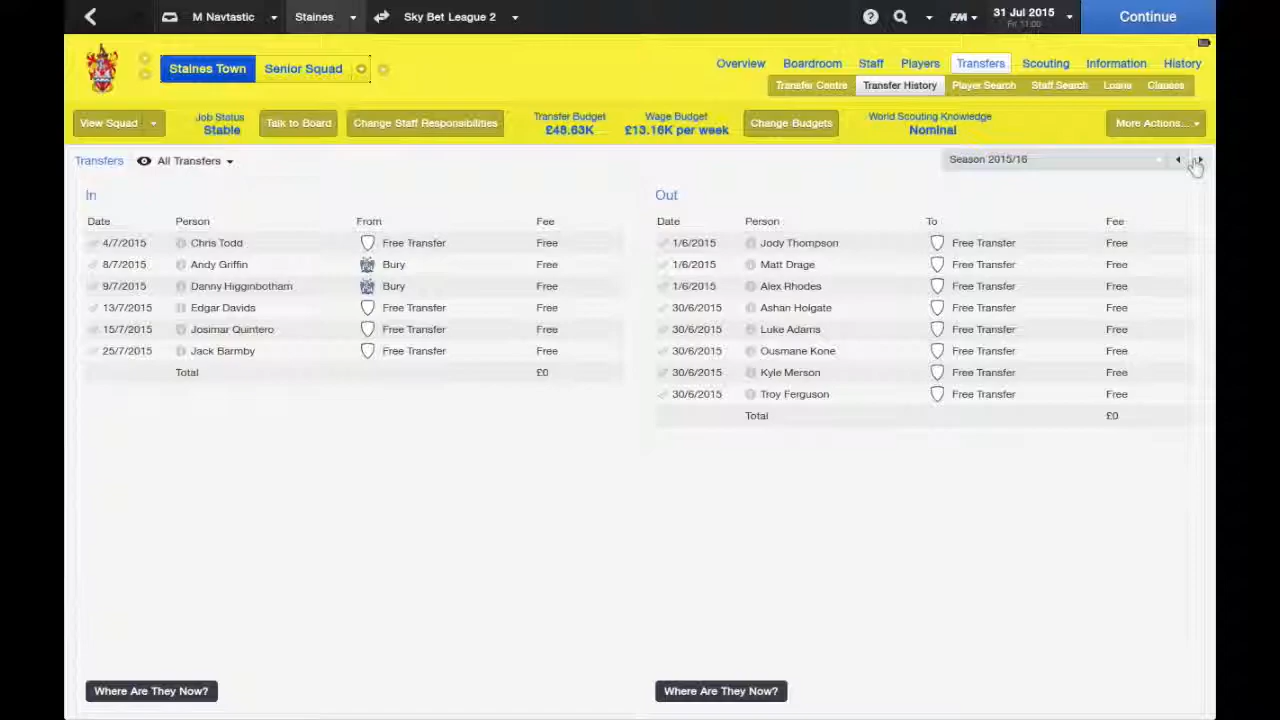 M Navtastic Staines Sky Bet League 2 FM 31 Jul 2015 Fri 11:00 Continue
Staines Town Senior Squad Overview Boardroom Staff Players Transfers Scouting Information History
Transfer Centre Transfer History Player Search Staff Search Loans Clauses
View Squad Job Status Stable Talk to Board Change Staff Responsibilities Transfer Budget £48.63K Wage Budget £13.16K per week Change Budgets World Scouting Knowledge Nominal More Actions...
Transfers All Transfers Season 2015/16
In
Date Person From Fee
4/7/2015 Chris Todd Free Transfer Free
8/7/2015 Andy Griffin Bury Free
9/7/2015 Danny Higginbotham Bury Free
13/7/2015 Edgar Davids Free Transfer Free
15/7/2015 Josimar Quintero Free Transfer Free
25/7/2015 Jack Barmby Free Transfer Free
Total £0
Where Are They Now?
Out
Date Person To Fee
1/6/2015 Jody Thompson Free Transfer Free
1/6/2015 Matt Drage Free Transfer Free
1/6/2015 Alex Rhodes Free Transfer Free
30/6/2015 Ashan Holgate Free Transfer Free
30/6/2015 Luke Adams Free Transfer Free
30/6/2015 Ousmane Kone Free Transfer Free
30/6/2015 Kyle Merson Free Transfer Free
30/6/2015 Troy Ferguson Free Transfer Free
Total £0
Where Are They Now?